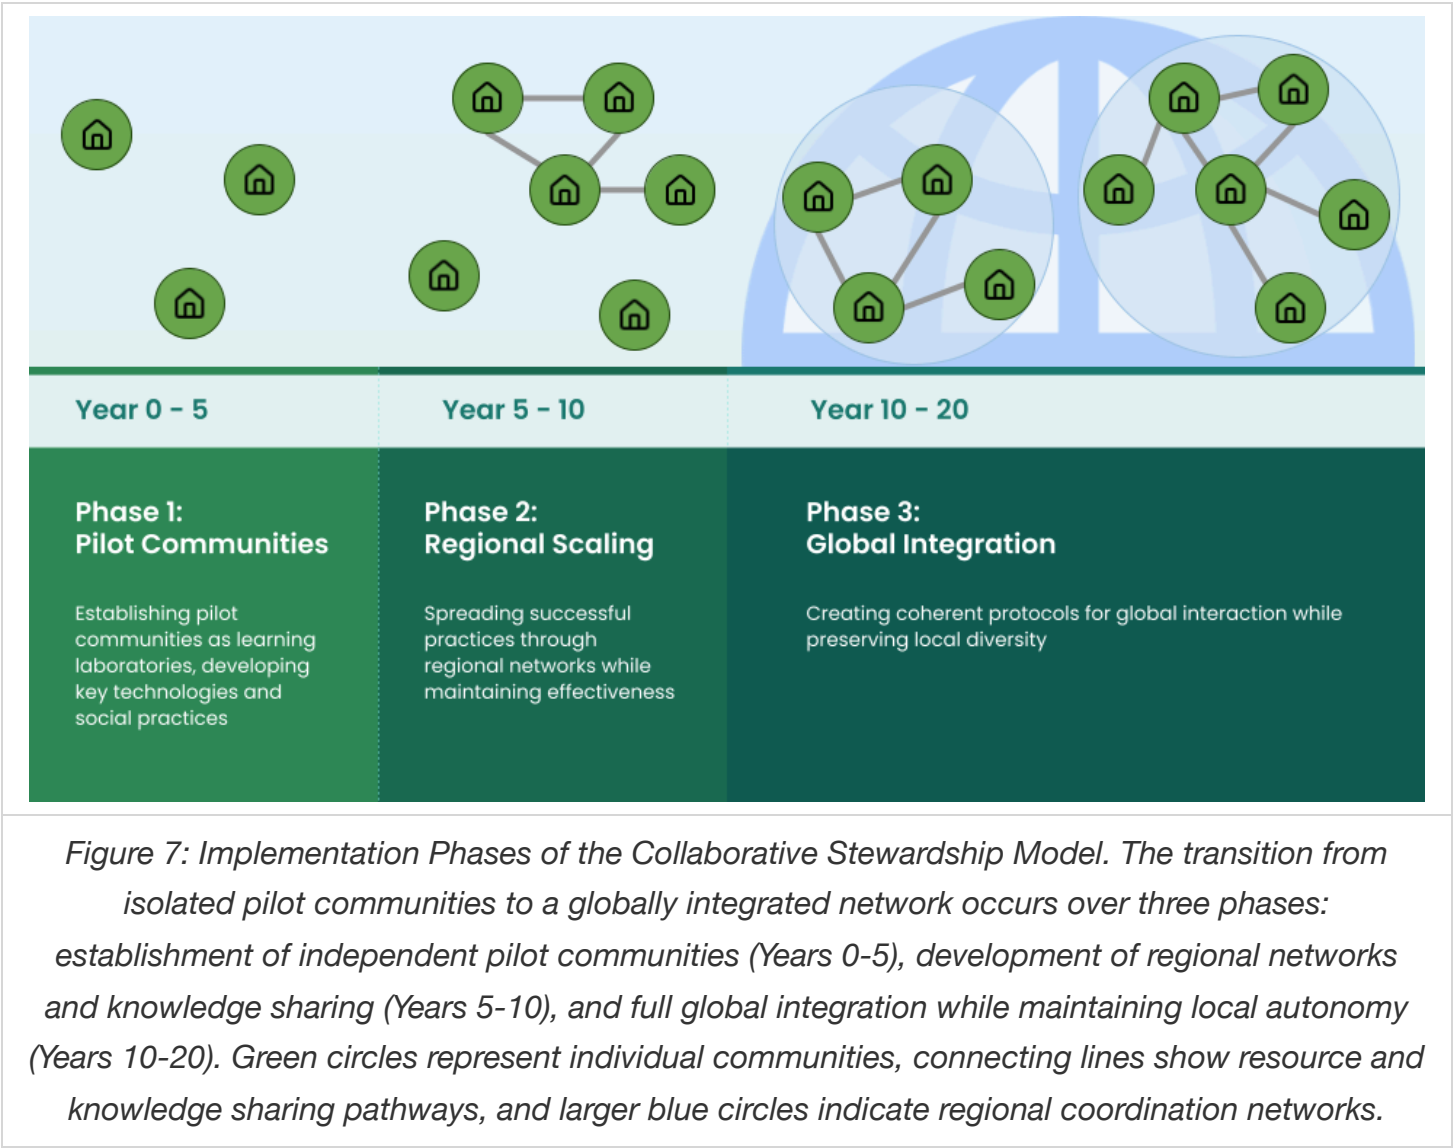 Year 0 - 5
Year 5 - 10
Year 10 - 20
Phase 1:
Pilot Communities
Establishing pilot
communities as learning
laboratories, developing
key technologies and
social practices
Phase 2:
Regional Scaling
Spreading successful
practices through
regional networks while
maintaining effectiveness
Phase 3:
Global Integration
Creating coherent protocols for global interaction while
preserving local diversity
Figure 7: Implementation Phases of the Collaborative Stewardship Model. The transition from
isolated pilot communities to a globally integrated network occurs over three phases:
establishment of independent pilot communities (Years 0-5), development of regional networks
and knowledge sharing (Years 5-10), and full global integration while maintaining local autonomy
(Years 10-20). Green circles represent individual communities, connecting lines show resource and
knowledge sharing pathways, and larger blue circles indicate regional coordination networks.